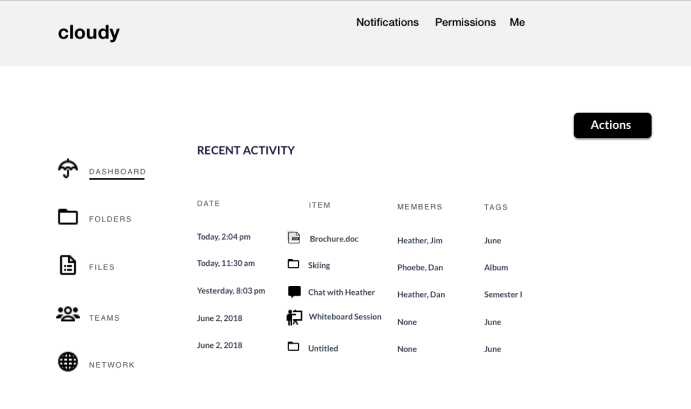 cloudy
Notifications Permissions Me
Actions
RECENT ACTIVITY
DASHBOARD
FOLDERS
FILES
TEAMS
NETWORK
DATE ITEM MEMBERS TAGS
Today, 2:04 pm Brochure.doc Heather, Jim June
Today, 11:30 am Skiing Phoebe, Dan Album
Yesterday, 8:03 pm Chat with Heather Heather, Dan Semester I
June 2, 2018 Whiteboard Session None June
June 2, 2018 Untitled None June